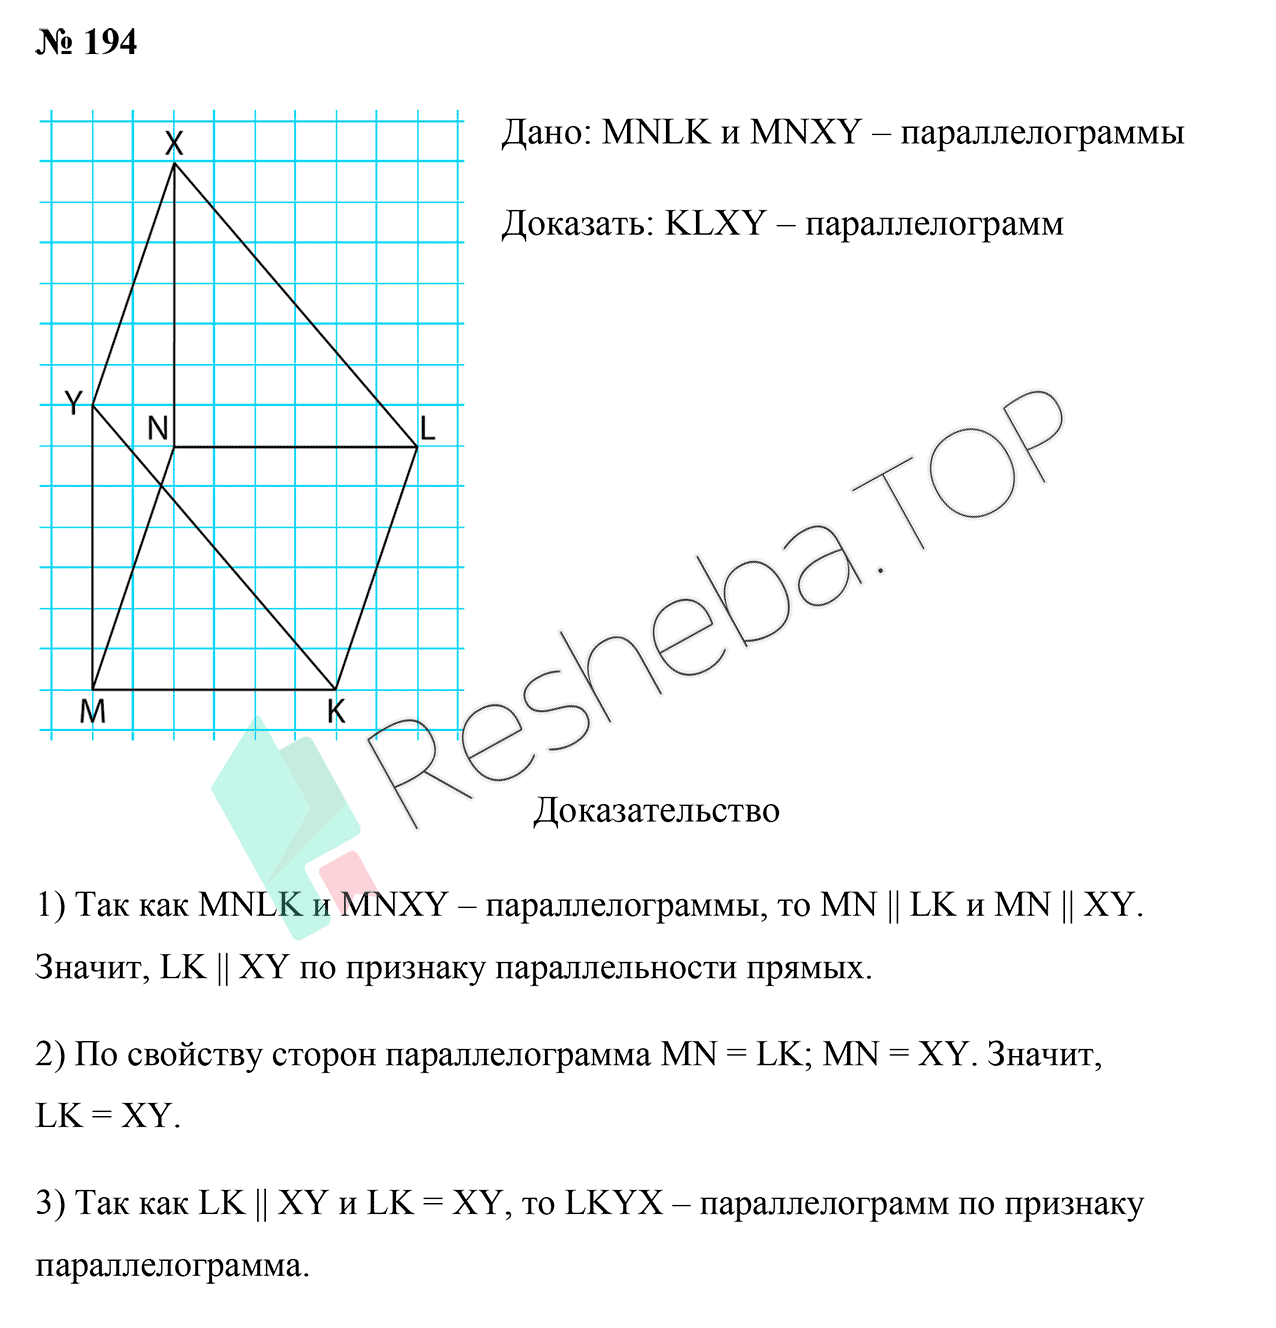 № 194
X
Дано: MNLK и MNXY – параллелограммы
Доказать: KLXY – параллелограмм
Y
N
L
M
K
Resheba.TOP
Доказательство
1) Так как MNLK и MNXY – параллелограммы, то MN || LK и MN || XY.
Значит, LK || XY по признаку параллельности прямых.
2) По свойству сторон параллелограмма MN = LK; MN = XY. Значит,
LK = XY.
3) Так как LK || XY и LK = XY, то LKYX – параллелограмм по признаку
параллелограмма.